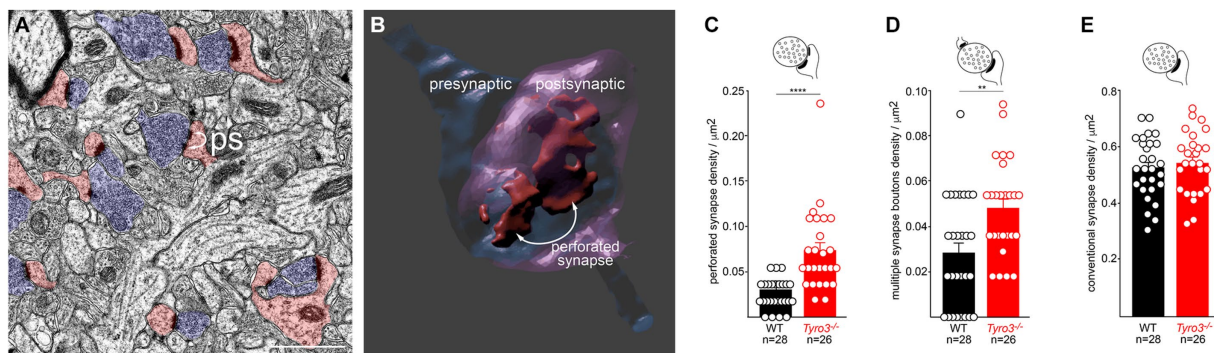 A
ps
B
presynaptic
postsynaptic
perforated
synapse
C
****
perforated synapse density / μm2
0.25
0.20
0.15
0.10
0.05
WT
n=28
Tyro3-/-
n=26
D
**
mulitiple synapse boutons density / μm2
0.10
0.08
0.06
0.04
0.02
WT
n=28
Tyro3-/-
n=26
E
conventional synapse density / μm2
0.8
0.6
0.4
0.2
WT
n=28
Tyro3-/-
n=26